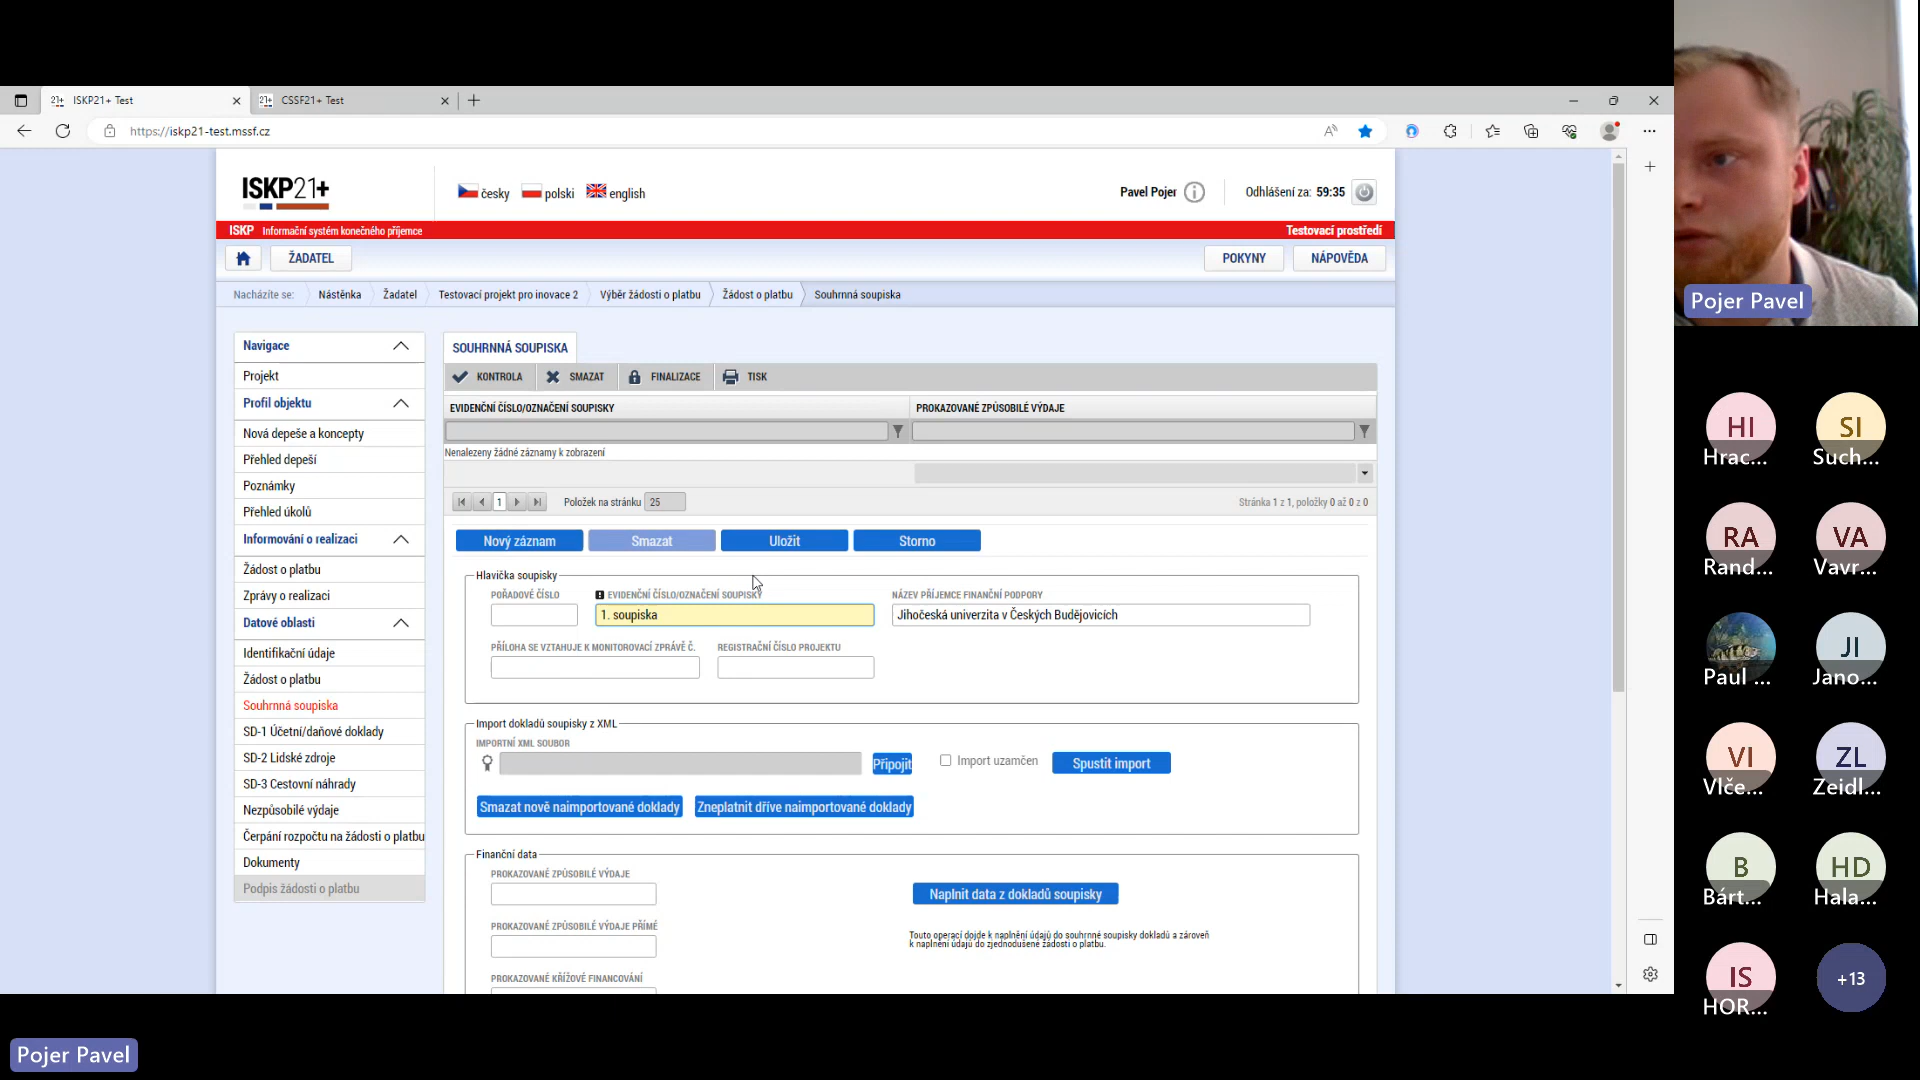 ISKP21+ Test
CSSF21+ Test
https://iskp21-test.mssf.cz
ISKP21+
česky
polski
english
Pavel Pojer
Odhlášení za: 59:35
ISKP Informační systém konečného příjemce
Testovací prostředí
ŽADATEL
POKYNY
NÁPOVĚDA
Nacházíte se: Nástěnka Žadatel Testovací projekt pro inovace 2 Výběr žádosti o platbu Žádost o platbu Souhrnná soupiska
Navigace
Projekt
Profil objektu
Nová depeše a koncepty
Přehled depeší
Poznámky
Přehled úkolů
Informování o realizaci
Žádost o platbu
Zprávy o realizaci
Datové oblasti
Identifikační údaje
Žádost o platbu
Souhrnná soupiska
SD-1 Účetní/daňové doklady
SD-2 Lidské zdroje
SD-3 Cestovní náhrady
Nezpůsobilé výdaje
Čerpání rozpočtu na žádosti o platbu
Dokumenty
Podpis žádosti o platbu
SOUHRNNÁ SOUPISKA
KONTROLA SMAZAT FINALIZACE TISK
EVIDENČNÍ ČÍSLO/OZNAČENÍ SOUPISKY PROKAZOVANÉ ZPŮSOBILÉ VÝDAJE
Nenalezeny žádné záznamy k zobrazení
1 Položek na stránku 25 Stránka 1 z 1, položky 0 až 0 z 0
Nový záznam Smazat Uložit Storno
Hlavička soupisky
POŘADOVÉ ČÍSLO EVIDENČNÍ ČÍSLO/OZNAČENÍ SOUPISKY NÁZEV PŘÍJEMCE FINANČNÍ PODPORY
1. soupiska Jihočeská univerzita v Českých Budějovicích
PŘÍLOHA SE VZTAHUJE K MONITOROVACÍ ZPRÁVĚ Č. REGISTRAČNÍ ČÍSLO PROJEKTU
Import dokladů soupisky z XML
IMPORTNÍ XML SOUBOR
Připojit Import uzamčen Spustit import
Smazat nově naimportované doklady Zneplatnit dříve naimportované doklady
Finanční data
PROKAZOVANÉ ZPŮSOBILÉ VÝDAJE
Naplnit data z dokladů soupisky
PROKAZOVANÉ ZPŮSOBILÉ VÝDAJE PŘÍMÉ
Touto operací dojde k naplnění údajů do souhrnné soupisky dokladů a zároveň
k naplnění údajů do zjednodušené žádosti o platbu.
PROKAZOVANÉ KŘÍŽOVÉ FINANCOVÁNÍ
Pojer Pavel
HI SI
Hrac... Such...
RA VA
Rand... Vavr...
JI
Paul ... Jano...
VI ZL
Vlče... Zeidl...
B HD
Bárt... Hala...
IS +13
HOR...
Pojer Pavel